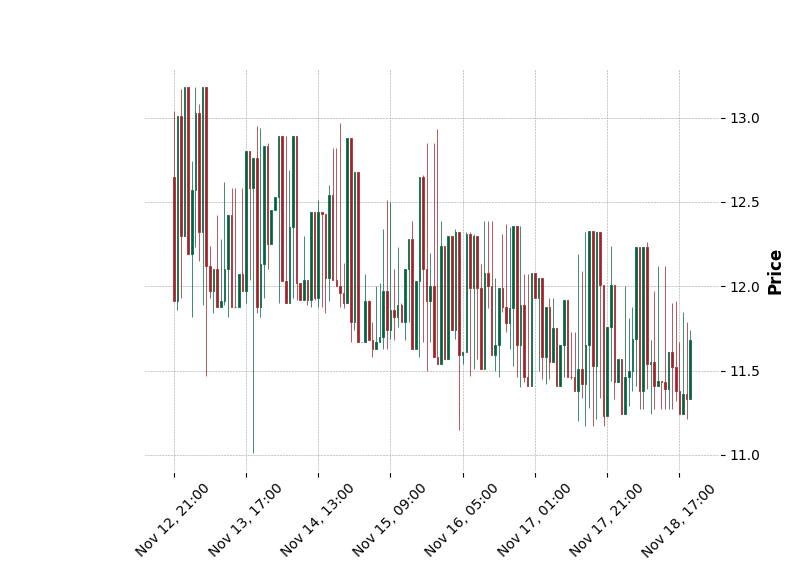 13.0
12.5
12.0
11.5
11.0
Price
Nov 12, 21:00
Nov 13, 17:00
Nov 14, 13:00
Nov 15, 09:00
Nov 16, 05:00
Nov 17, 01:00
Nov 17, 21:00
Nov 18, 17:00